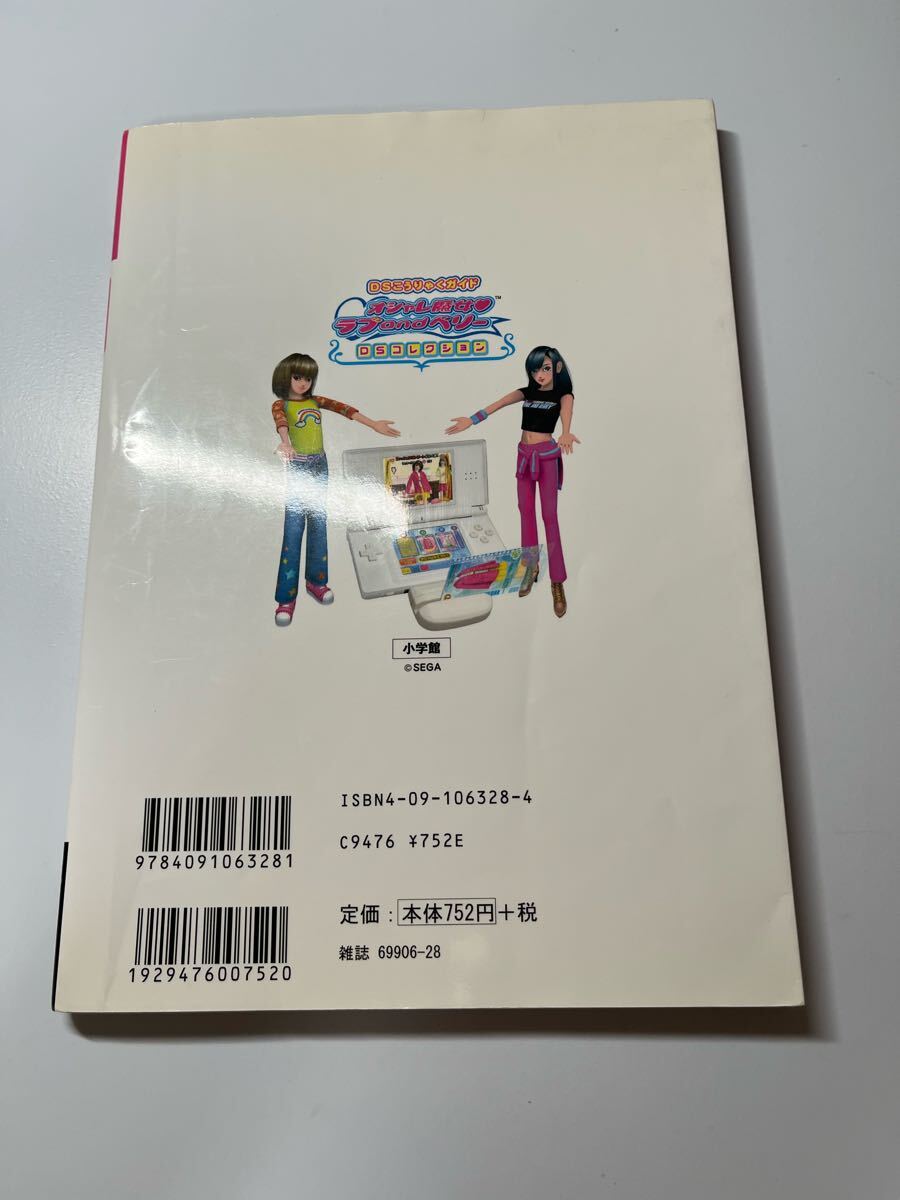 DSこうりゃくガイド
オシャレ魔女♥ ™
ラブandベリー
DSコレクション
小学館
©SEGA
ISBN4-09-106328-4
C9476 ¥752E
9784091063281
定価：本体752円+税
雑誌 69906-28
1929476007520